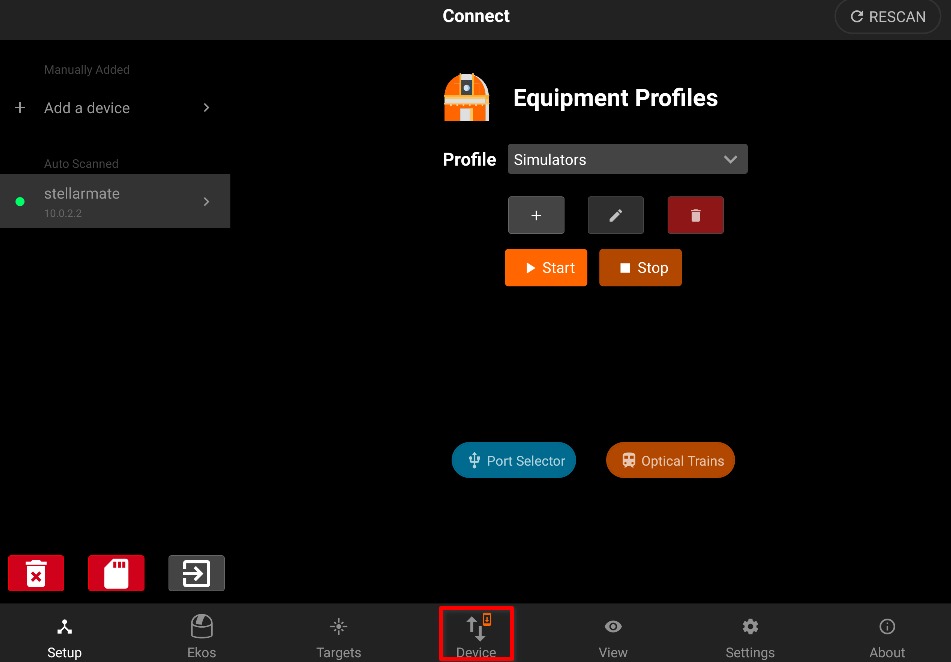 Connect
RESCAN
Manually Added
Add a device
Auto Scanned
stellarmate
10.0.2.2
Equipment Profiles
Profile Simulators
Start Stop
Port Selector Optical Trains
Setup Ekos Targets Device View Settings About